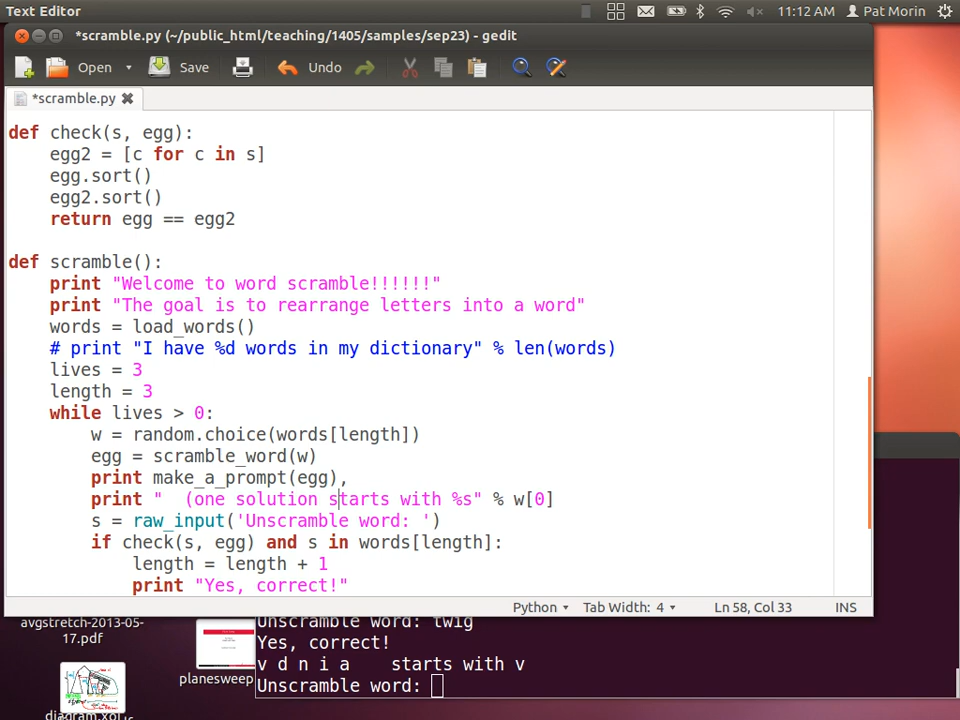 Text Editor
11:12 AM Pat Morin
*scramble.py (~/public_html/teaching/1405/samples/sep23) - gedit
Open Save Undo
*scramble.py
def check(s, egg):
    egg2 = [c for c in s]
    egg.sort()
    egg2.sort()
    return egg == egg2
def scramble():
    print "Welcome to word scramble!!!!!!"
    print "The goal is to rearrange letters into a word"
    words = load_words()
    # print "I have %d words in my dictionary" % len(words)
    lives = 3
    length = 3
    while lives > 0:
        w = random.choice(words[length])
        egg = scramble_word(w)
        print make_a_prompt(egg),
        print "  (one solution starts with %s" % w[0]
        s = raw_input('Unscramble word: ')
        if check(s, egg) and s in words[length]:
            length = length + 1
            print "Yes, correct!"
Python Tab Width: 4 Ln 58, Col 33 INS
avgstretch-2013-05-
17.pdf
planesweep
diagram.xoj
Unscramble word: twig
Yes, correct!
v d n i a    starts with v
Unscramble word: